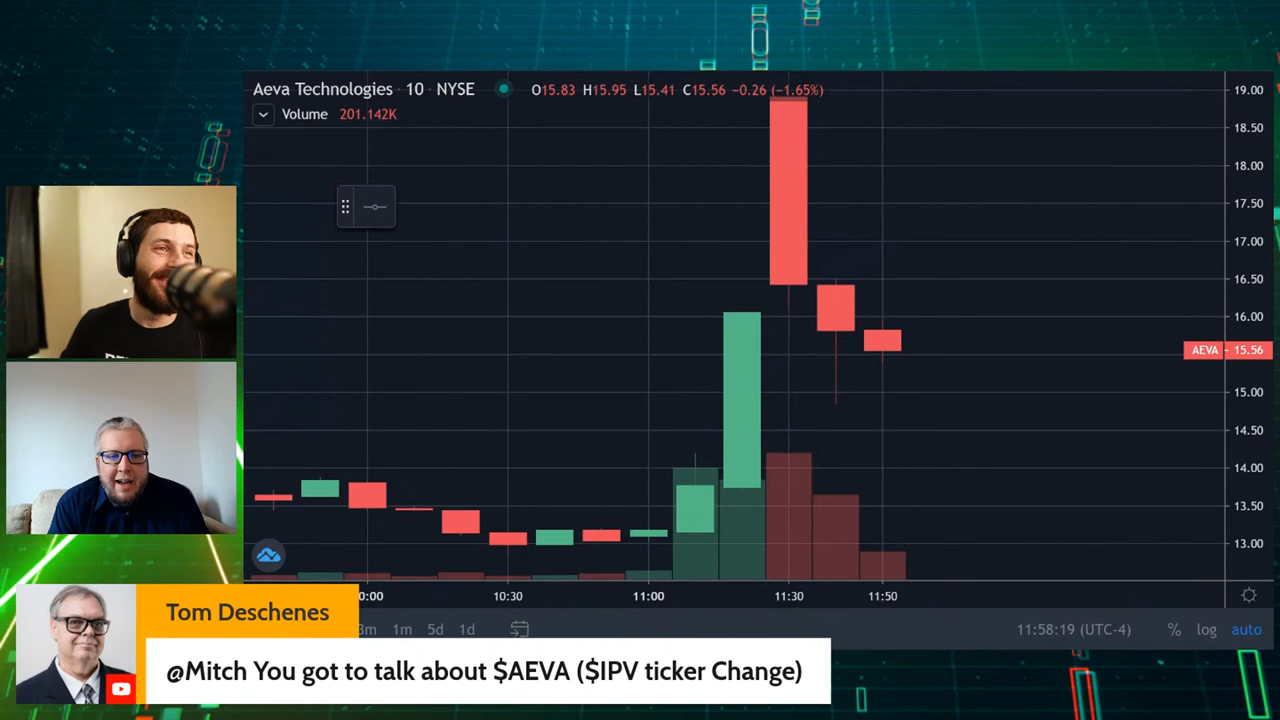 Aeva Technologies · 10 NYSE
O15.83 H15.95 L15.41 C15.56 −0.26 (−1.65%)
Volume 201.142K
19.00
18.50
18.00
17.50
17.00
16.50
16.00
AEVA 15.56
15.00
14.50
14.00
13.50
13.00
0:00 10:30 11:00 11:30 11:50
3m 1m 5d 1d
11:58:19 (UTC-4) % log auto
Tom Deschenes
@Mitch You got to talk about $AEVA ($IPV ticker Change)